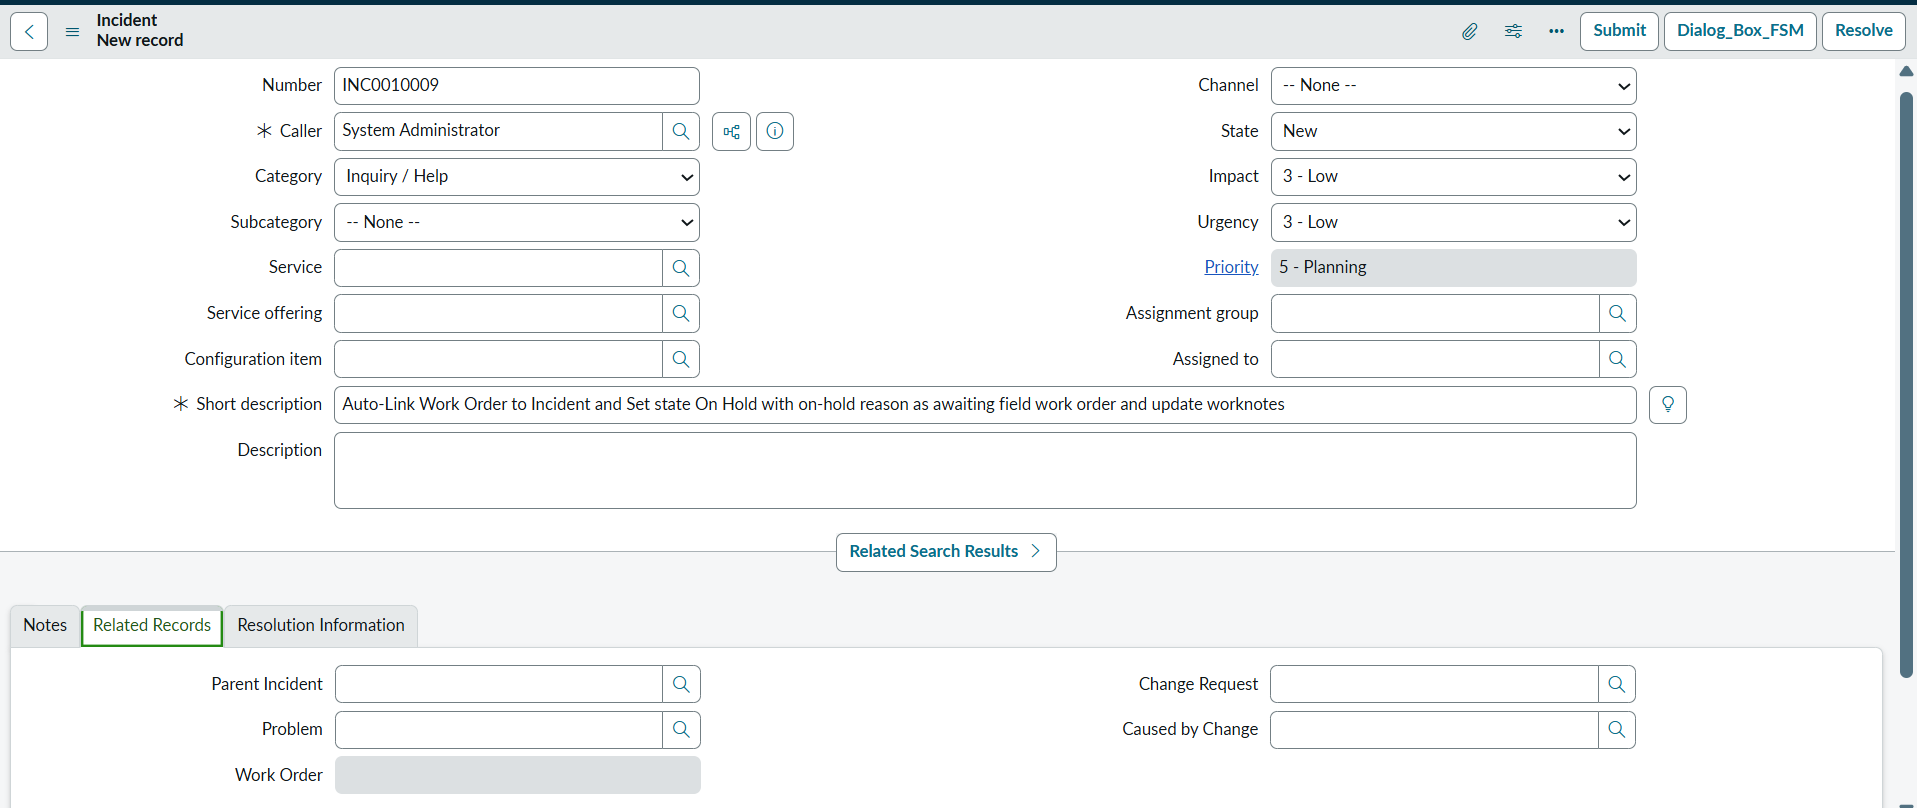 Incident
New record
Submit
Dialog_Box_FSM
Resolve
Number
INC0010009
Channel
-- None --
Caller
System Administrator
State
New
Category
Inquiry / Help
Impact
3 - Low
Subcategory
-- None --
Urgency
3 - Low
Service
Priority
5 - Planning
Service offering
Assignment group
Configuration item
Assigned to
Short description
Auto-Link Work Order to Incident and Set state On Hold with on-hold reason as awaiting field work order and update worknotes
Description
Related Search Results
Notes
Related Records
Resolution Information
Parent Incident
Change Request
Problem
Caused by Change
Work Order